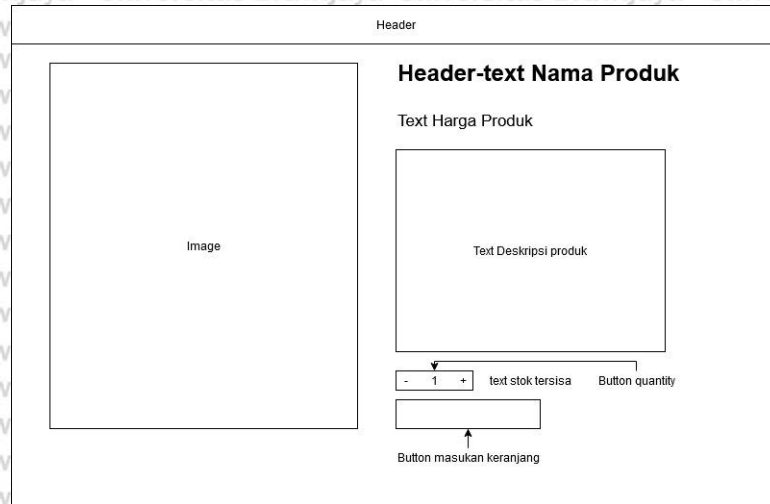 Header
Header-text Nama Produk
Text Harga Produk
Image
Text Deskripsi produk
- 1 + text stok tersisa Button quantity
Button masukan keranjang